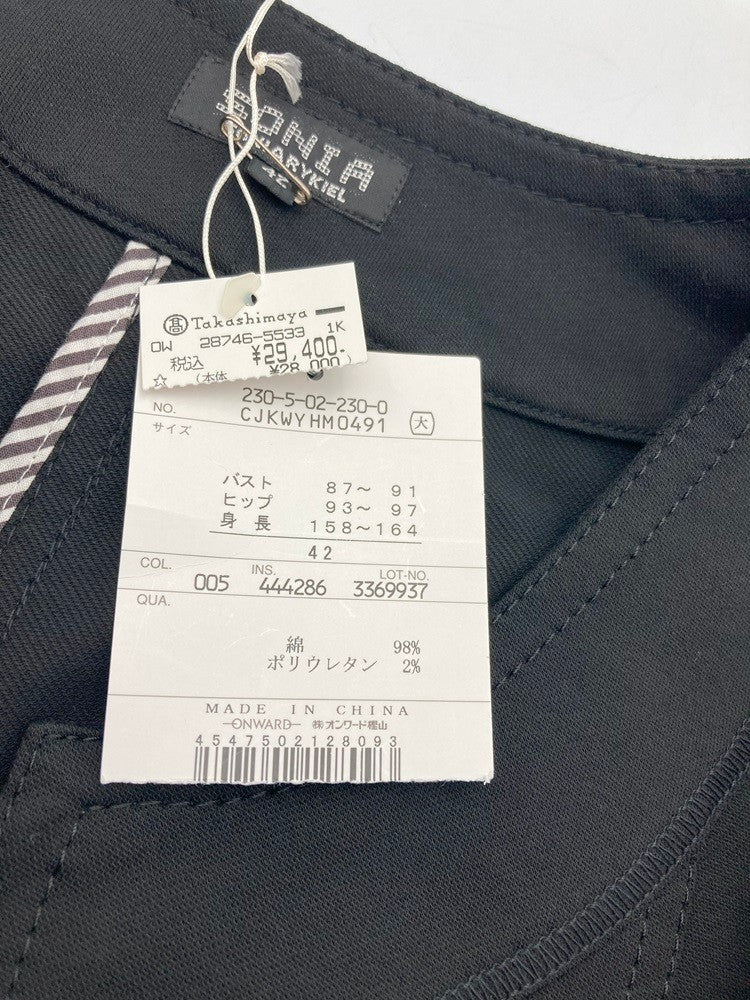 SONIA
RYKIEL
42
髙 Takashimaya
OW 28746-5533 1K
税込 ¥29,400-
☆ (本体 ¥28,000)
230-5-02-230-0
NO. CJKWYHM0491 大
サイズ
バスト 87～ 91
ヒップ 93～ 97
身長 158～164
42
COL. 005 INS. 444286 LOT-NO. 3369937
QUA.
綿 98%
ポリウレタン 2%
MADE IN CHINA
ONWARD ㈱オンワード樫山
4547502128093